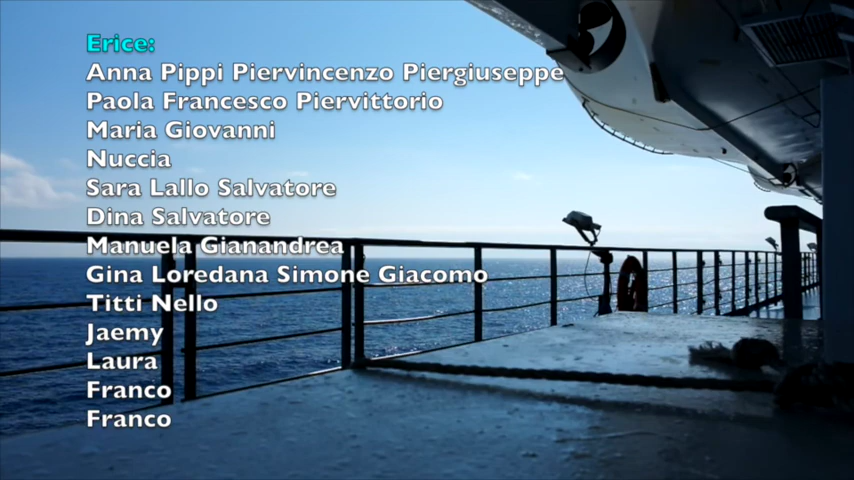 Erice:
Anna Pippi Piervincenzo Piergiuseppe
Paola Francesco Piervittorio
Maria Giovanni
Nuccia
Sara Lallo Salvatore
Dina Salvatore
Manuela Gianandrea
Gina Loredana Simone Giacomo
Titti Nello
Jaemy
Laura
Franco
Franco